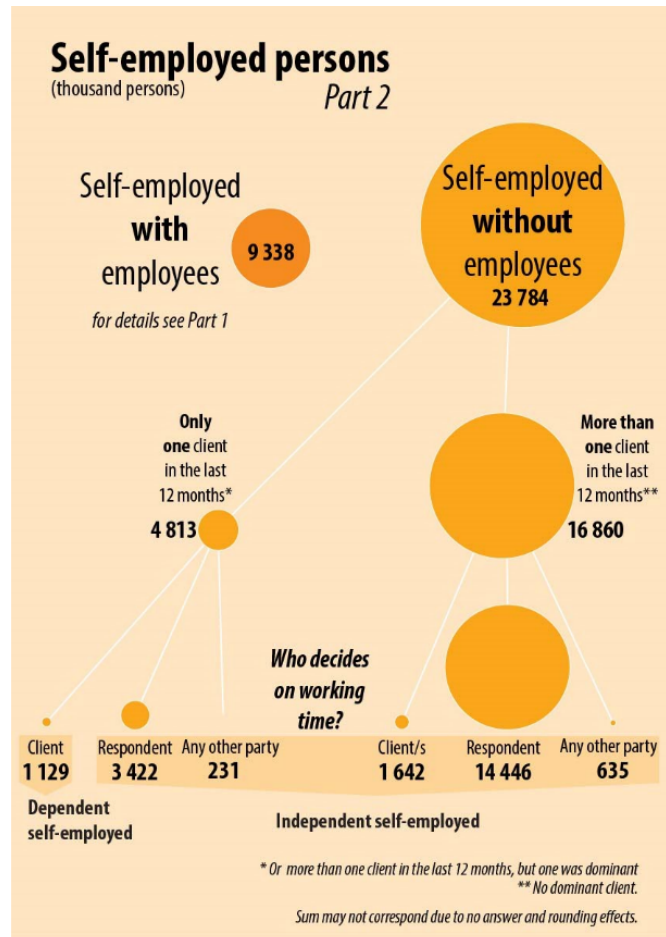 Self-employed persons
(thousand persons)
Part 2
Self-employed
with
employees
9 338
for details see Part 1
Self-employed
without
employees
23 784
Only
one client
in the last
12 months*
4 813
More than
one client
in the last
12 months**
16 860
Who decides
on working
time?
Client
1 129
Respondent
3 422
Any other party
231
Client/s
1 642
Respondent
14 446
Any other party
635
Dependent
self-employed
Independent self-employed
* Or more than one client in the last 12 months, but one was dominant
** No dominant client.
Sum may not correspond due to no answer and rounding effects.